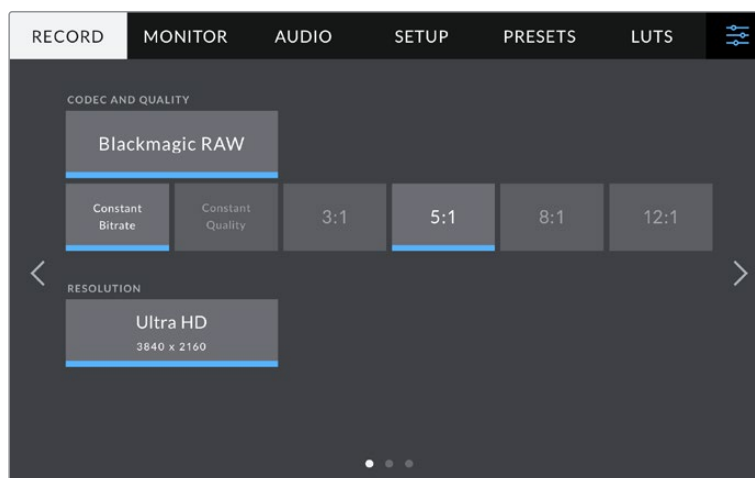 RECORD MONITOR AUDIO SETUP PRESETS LUTS
CODEC AND QUALITY
Blackmagic RAW
Constant Bitrate Constant Quality 3:1 5:1 8:1 12:1
RESOLUTION
Ultra HD
3840 x 2160